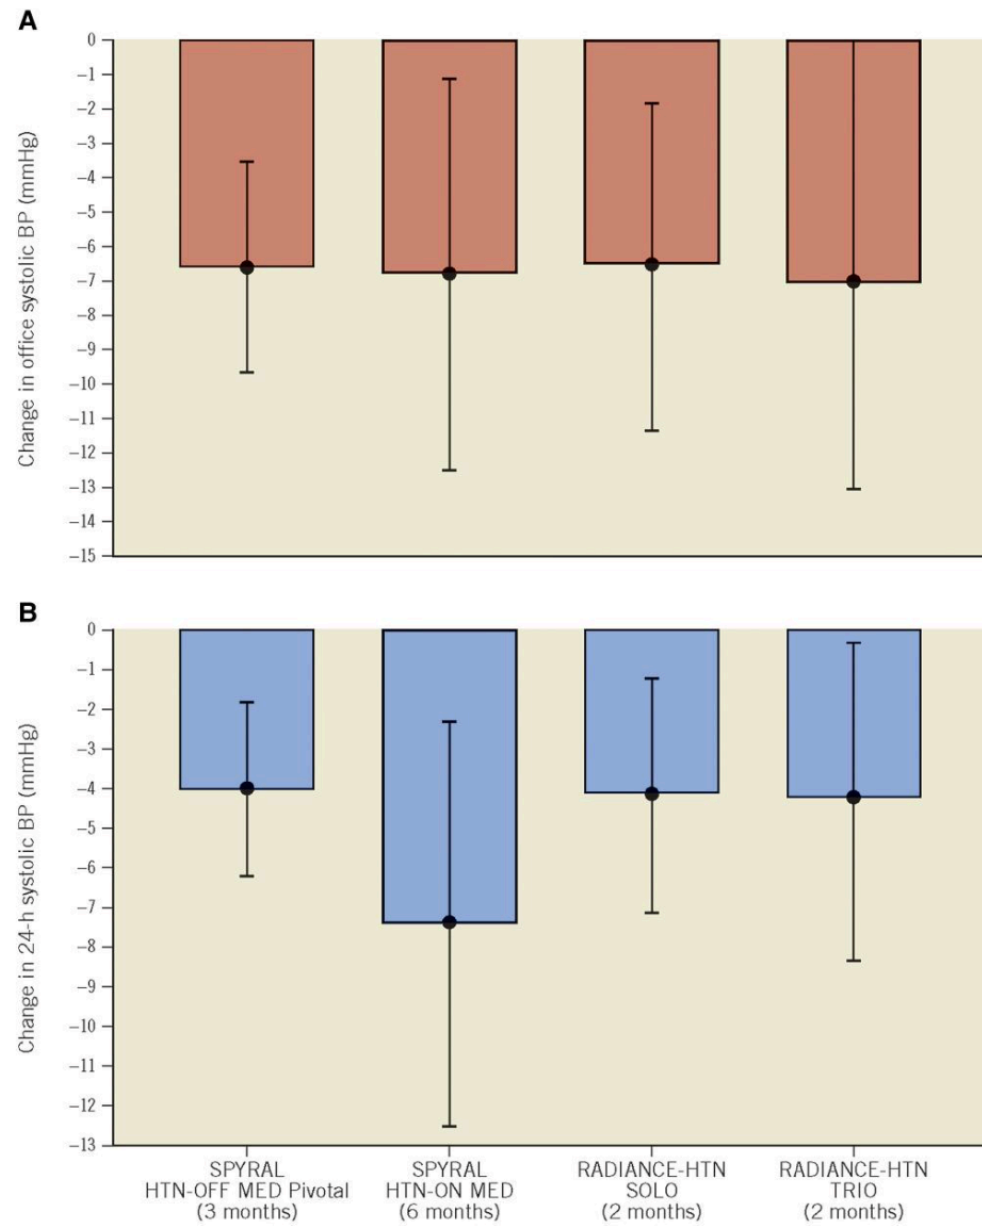 A
Change in office systolic BP (mmHg)
0
–1
–2
–3
–4
–5
–6
–7
–8
–9
–10
–11
–12
–13
–14
–15
B
Change in 24-h systolic BP (mmHg)
0
–1
–2
–3
–4
–5
–6
–7
–8
–9
–10
–11
–12
–13
SPYRAL
HTN-OFF MED Pivotal
(3 months)
SPYRAL
HTN-ON MED
(6 months)
RADIANCE-HTN
SOLO
(2 months)
RADIANCE-HTN
TRIO
(2 months)